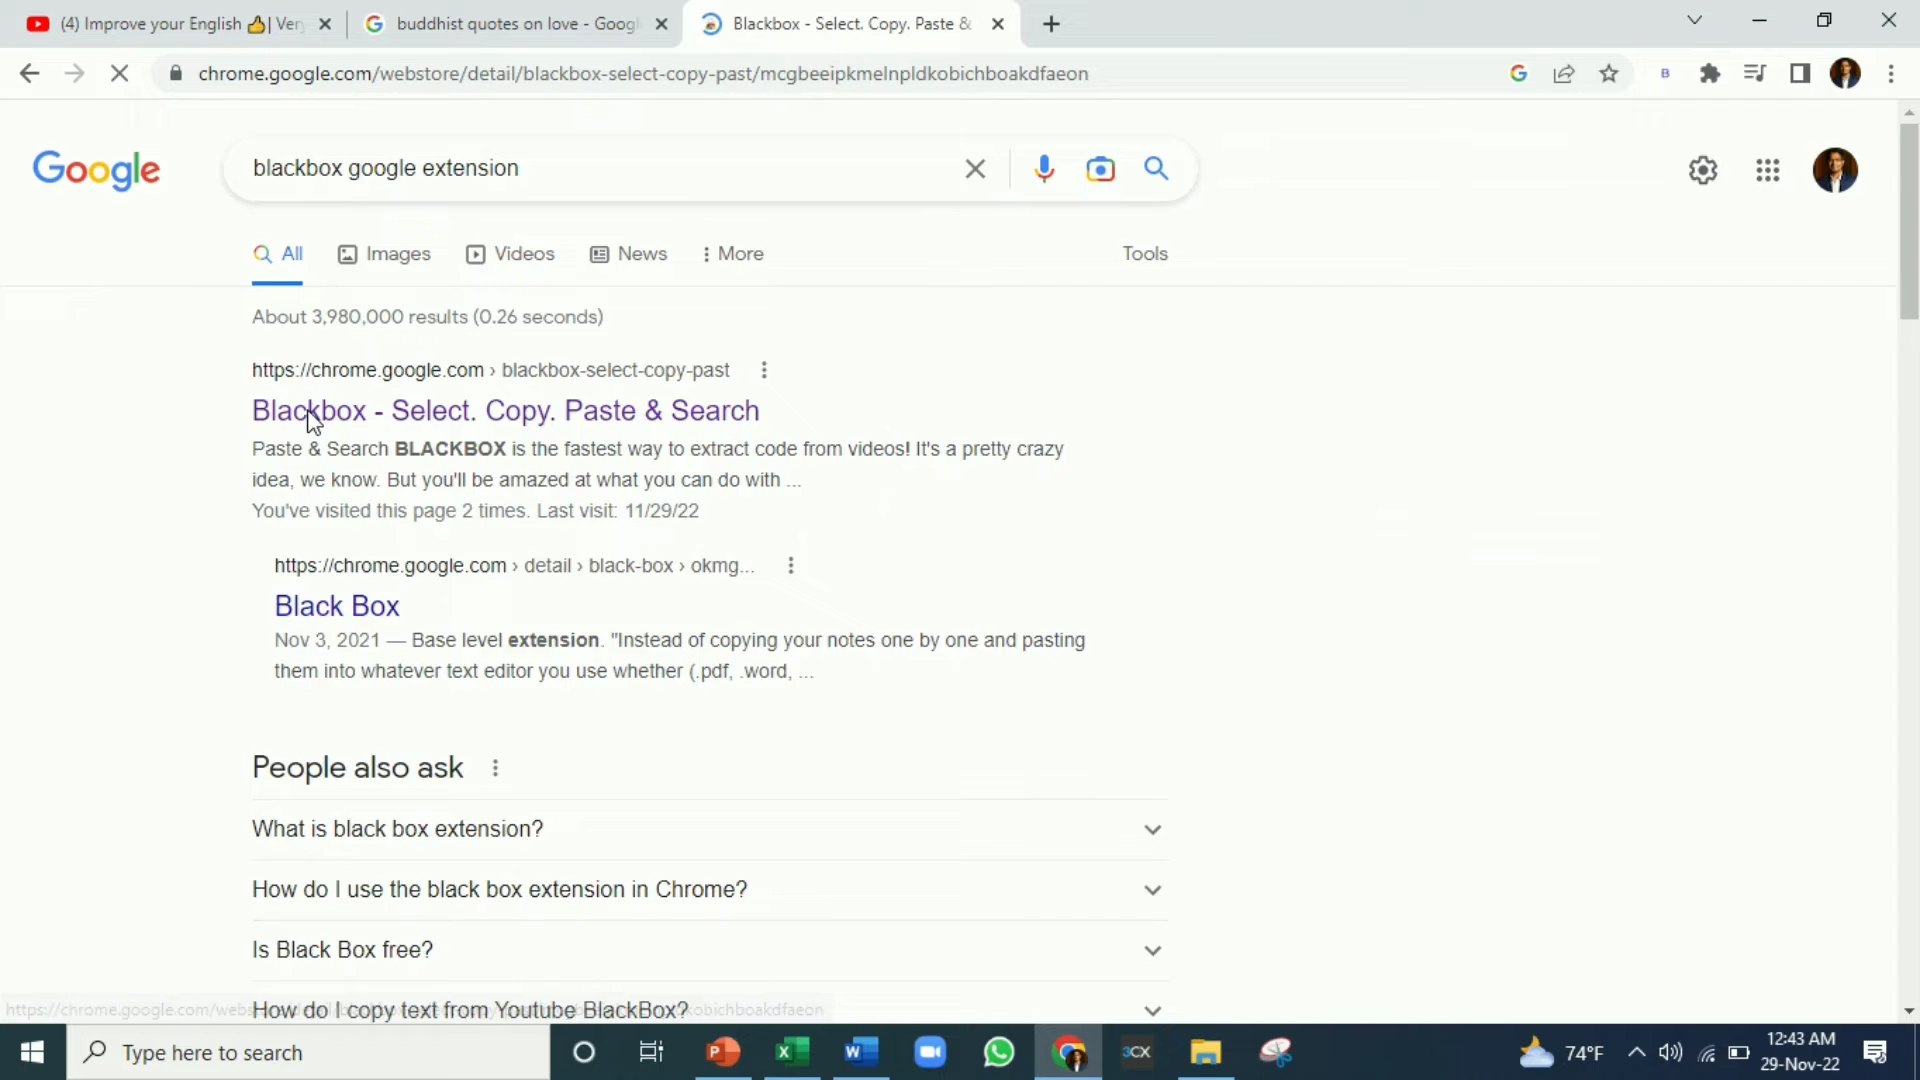 (4) Improve your English 👍| Very
buddhist quotes on love - Googl
Blackbox - Select. Copy. Paste &
chrome.google.com/webstore/detail/blackbox-select-copy-past/mcgbeeipkmelnpldkobichboakdfaeon
B
Google
blackbox google extension
All
Images
Videos
News
More
Tools
About 3,980,000 results (0.26 seconds)
https://chrome.google.com › blackbox-select-copy-past
Blackbox - Select. Copy. Paste & Search
Paste & Search BLACKBOX is the fastest way to extract code from videos! It's a pretty crazy
idea, we know. But you'll be amazed at what you can do with ...
You've visited this page 2 times. Last visit: 11/29/22
https://chrome.google.com › detail › black-box › okmg...
Black Box
Nov 3, 2021 — Base level extension. "Instead of copying your notes one by one and pasting
them into whatever text editor you use whether (.pdf, .word, ...
People also ask
What is black box extension?
How do I use the black box extension in Chrome?
Is Black Box free?
How do I copy text from Youtube BlackBox?
Type here to search
3CX
74°F
12:43 AM
29-Nov-22